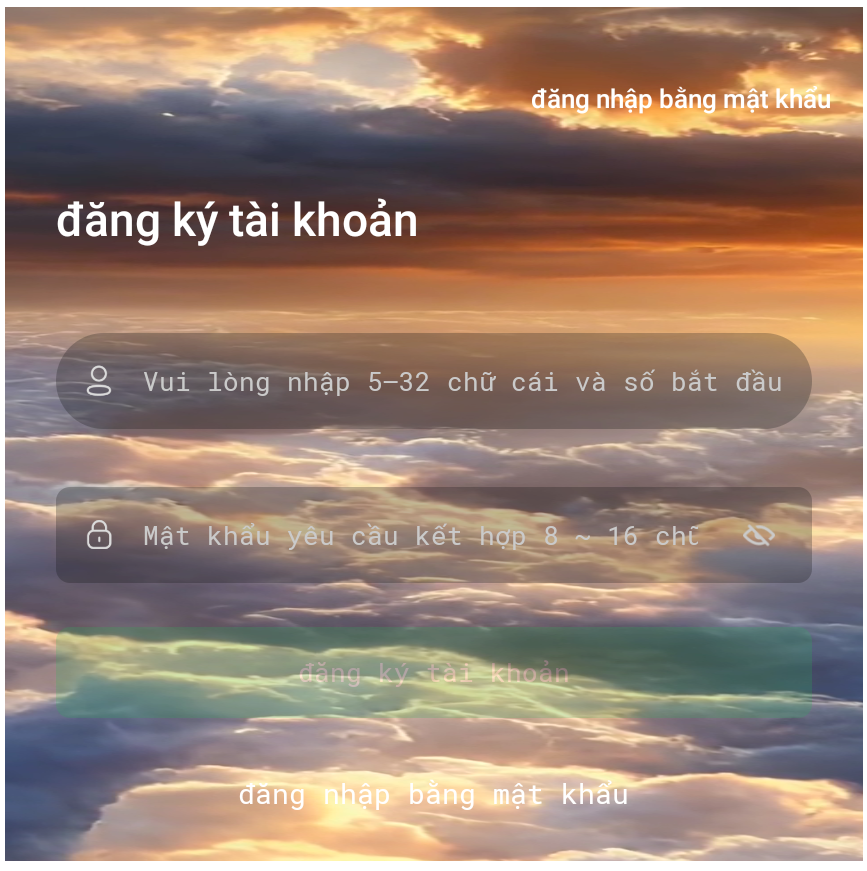 đăng nhập bằng mật khẩu
đăng ký tài khoản
Vui lòng nhập 5–32 chữ cái và số bắt đầu
Mật khẩu yêu cầu kết hợp 8 ~ 16 chữ
đăng ký tài khoản
đăng nhập bằng mật khẩu